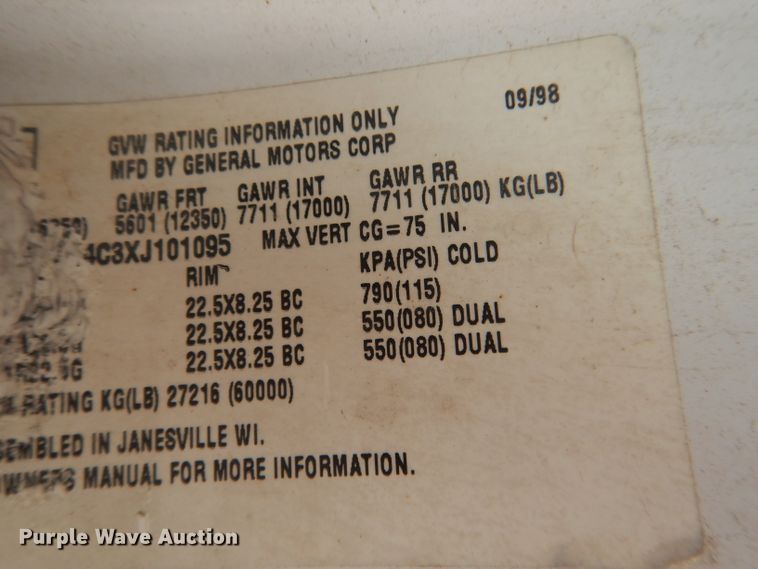 09/98
GVW RATING INFORMATION ONLY
MFD BY GENERAL MOTORS CORP
GAWR FRT GAWR INT GAWR RR
5601 (12350) 7711 (17000) 7711 (17000) KG(LB)
4C3XJ101095 MAX VERT CG=75 IN.
RIM KPA(PSI) COLD
22.5X8.25 BC 790(115)
22.5X8.25 BC 550(080) DUAL
22.5X8.25 BC 550(080) DUAL
RATING KG(LB) 27216 (60000)
SEMBLED IN JANESVILLE WI.
MANUAL FOR MORE INFORMATION.
Purple Wave Auction